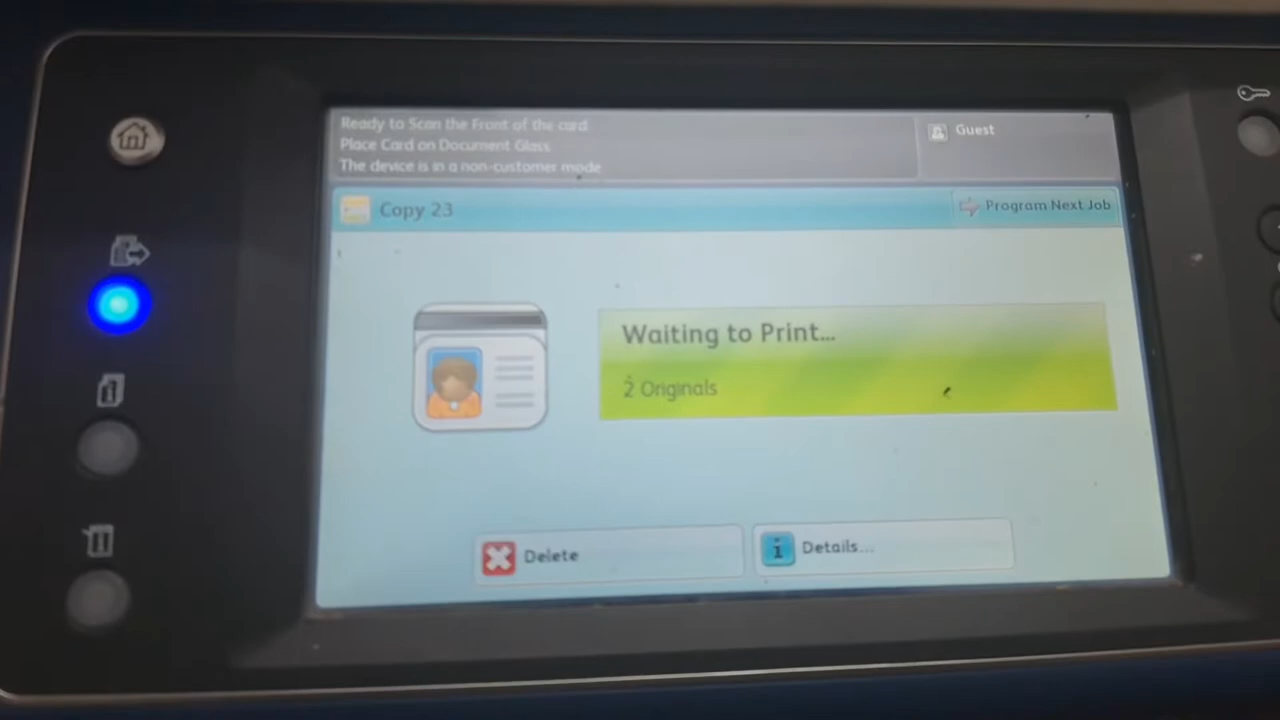 Ready to Scan the Front of the card
Place Card on Document Glass
The device is in a non-customer mode
Guest
Copy 23
Program Next Job
Waiting to Print...
2 Originals
Delete
Details...